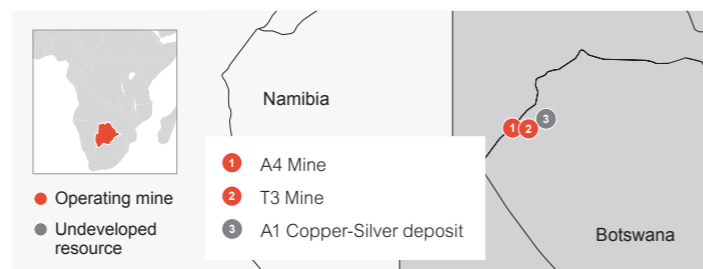 Namibia
1 A4 Mine
2 T3 Mine
3 A1 Copper-Silver deposit
Operating mine
Undeveloped
resource
1 2 3
Botswana